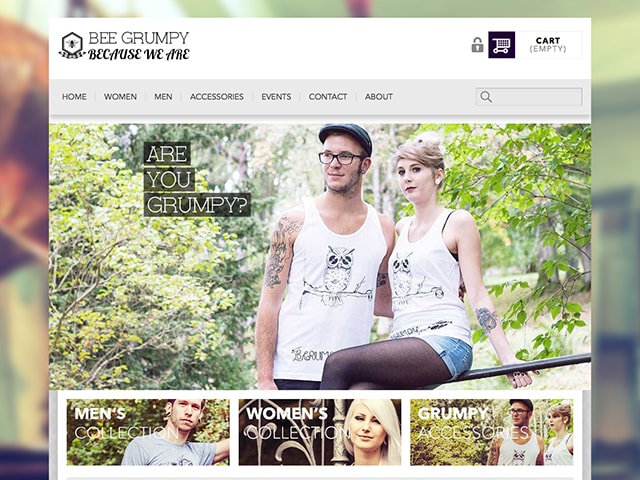 BEE GRUMPY
BECAUSE WE ARE
CART
(EMPTY)
HOME
WOMEN
MEN
ACCESSORIES
EVENTS
CONTACT
ABOUT
ARE
YOU
GRUMPY?
MEN'S
COLLECTION
WOMEN'S
COLLECTION
GRUMPY
ACCESSORIES